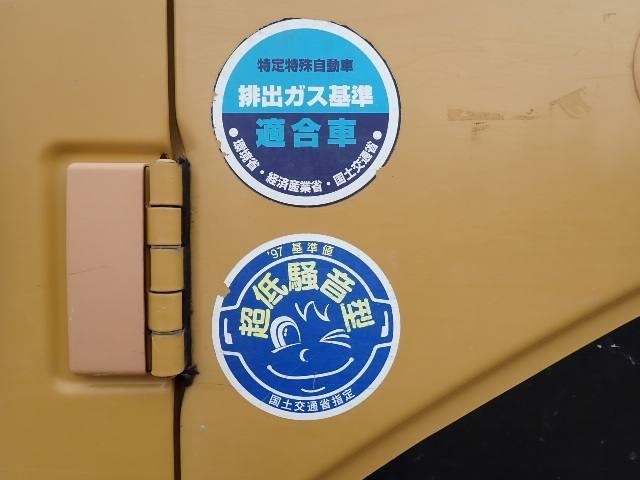 特定特殊自動車
排出ガス基準
適合車
●環境省・経済産業省・国土交通省●
'97 基準値
超低騒音型
国土交通省指定